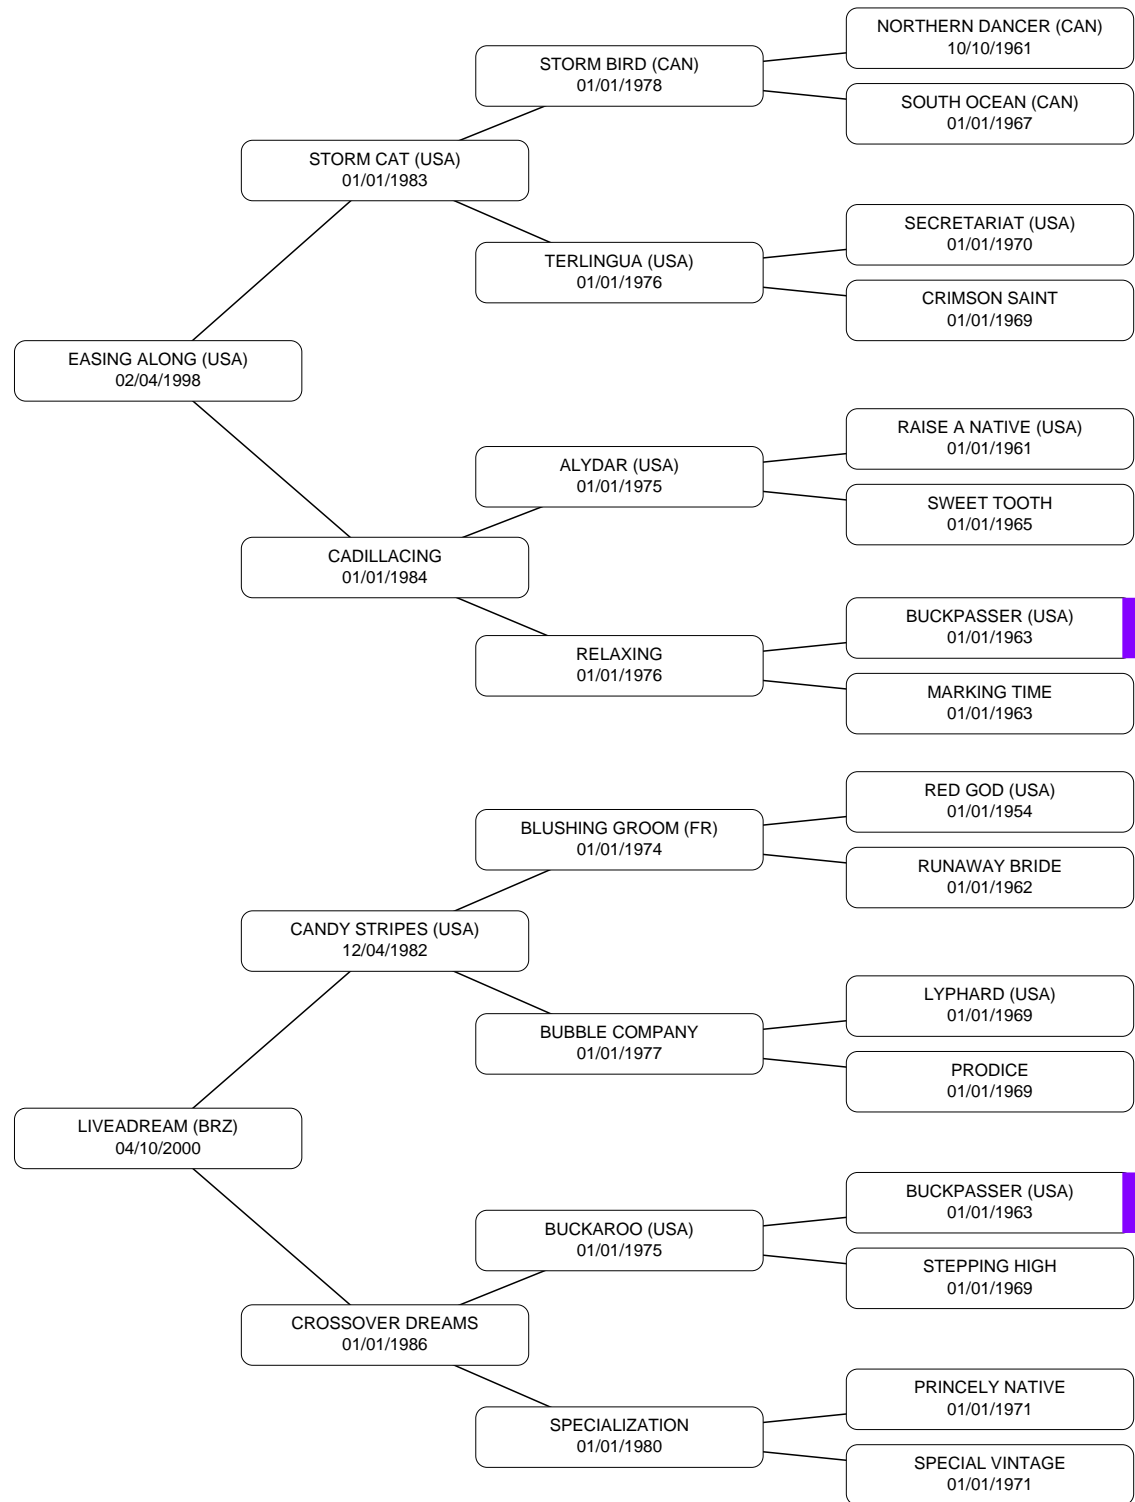 NORTHERN DANCER (CAN)
10/10/1961
STORM BIRD (CAN)
01/01/1978
SOUTH OCEAN (CAN)
01/01/1967
STORM CAT (USA)
01/01/1983
SECRETARIAT (USA)
01/01/1970
TERLINGUA (USA)
01/01/1976
CRIMSON SAINT
01/01/1969
EASING ALONG (USA)
02/04/1998
RAISE A NATIVE (USA)
01/01/1961
ALYDAR (USA)
01/01/1975
SWEET TOOTH
01/01/1965
CADILLACING
01/01/1984
BUCKPASSER (USA)
01/01/1963
RELAXING
01/01/1976
MARKING TIME
01/01/1963
RED GOD (USA)
01/01/1954
BLUSHING GROOM (FR)
01/01/1974
RUNAWAY BRIDE
01/01/1962
CANDY STRIPES (USA)
12/04/1982
LYPHARD (USA)
01/01/1969
BUBBLE COMPANY
01/01/1977
PRODICE
01/01/1969
LIVEADREAM (BRZ)
04/10/2000
BUCKPASSER (USA)
01/01/1963
BUCKAROO (USA)
01/01/1975
STEPPING HIGH
01/01/1969
CROSSOVER DREAMS
01/01/1986
PRINCELY NATIVE
01/01/1971
SPECIALIZATION
01/01/1980
SPECIAL VINTAGE
01/01/1971